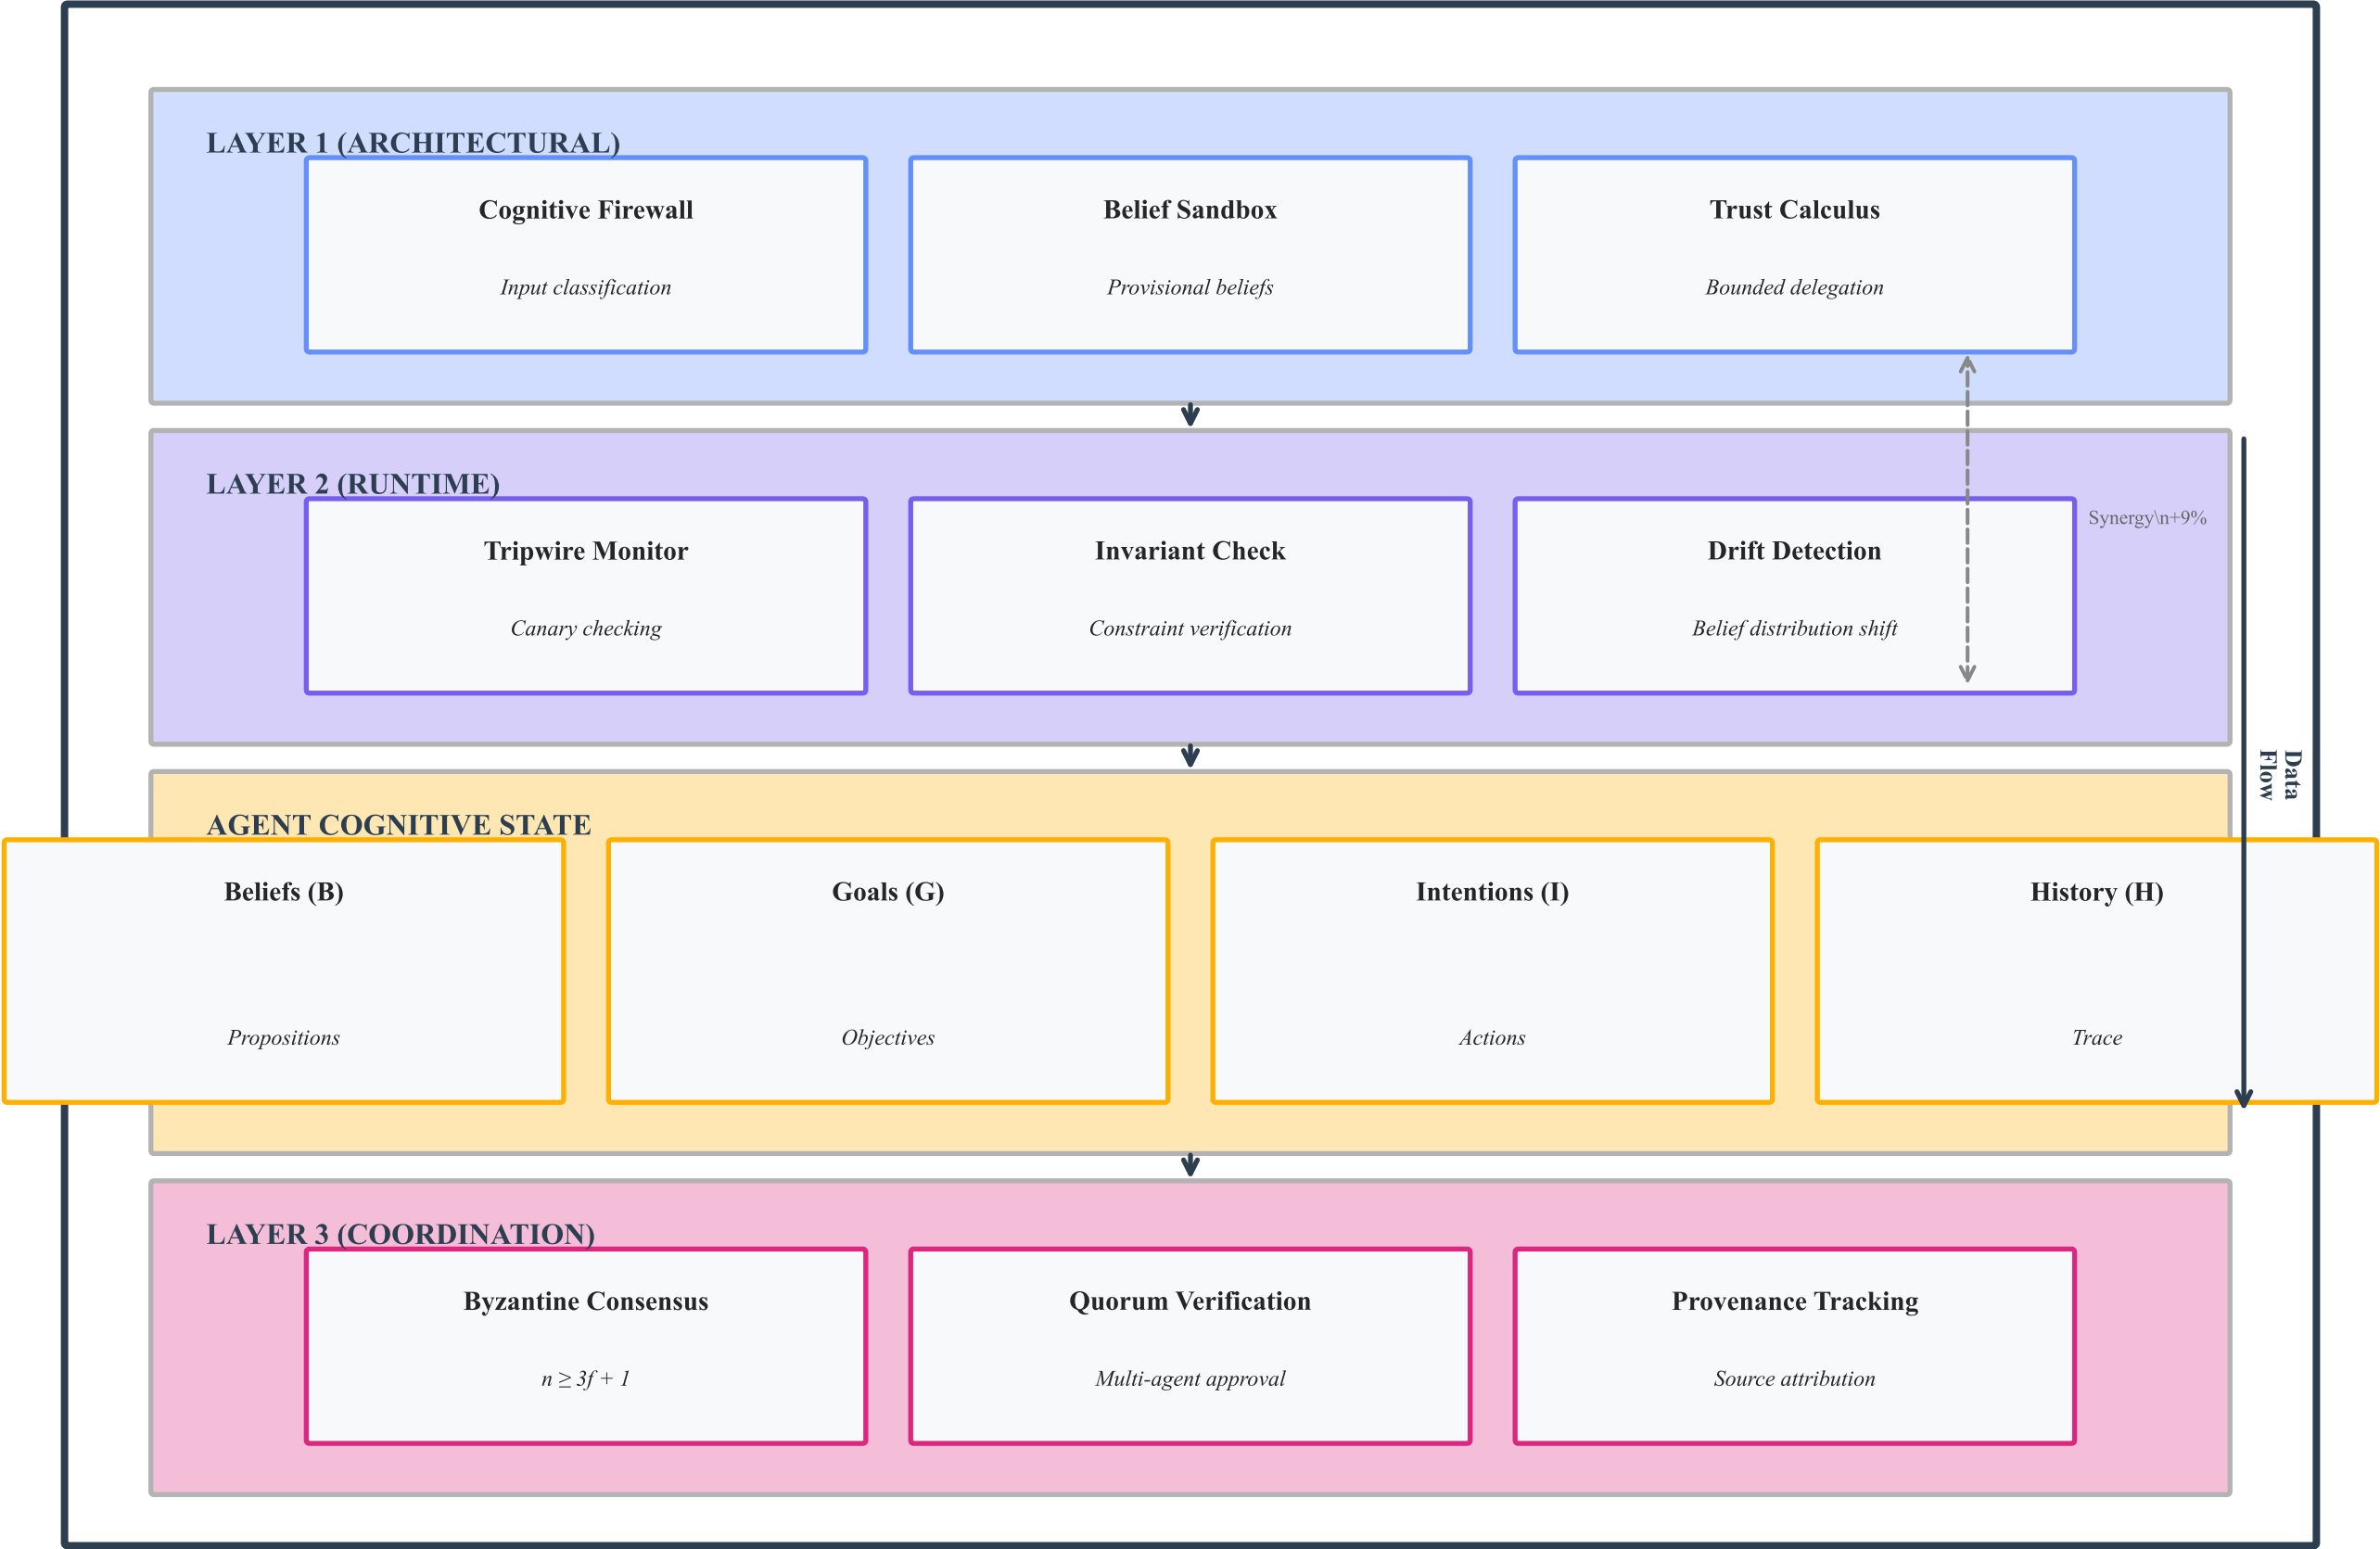 LAYER 1 (ARCHITECTURAL)
Cognitive Firewall
Input classification
Belief Sandbox
Provisional beliefs
Trust Calculus
Bounded delegation
LAYER 2 (RUNTIME)
Tripwire Monitor
Canary checking
Invariant Check
Constraint verification
Drift Detection
Belief distribution shift
Synergy\n+9%
Data
Flow
AGENT COGNITIVE STATE
Beliefs (B)
Propositions
Goals (G)
Objectives
Intentions (I)
Actions
History (H)
Trace
LAYER 3 (COORDINATION)
Byzantine Consensus
n ≥ 3f + 1
Quorum Verification
Multi-agent approval
Provenance Tracking
Source attribution